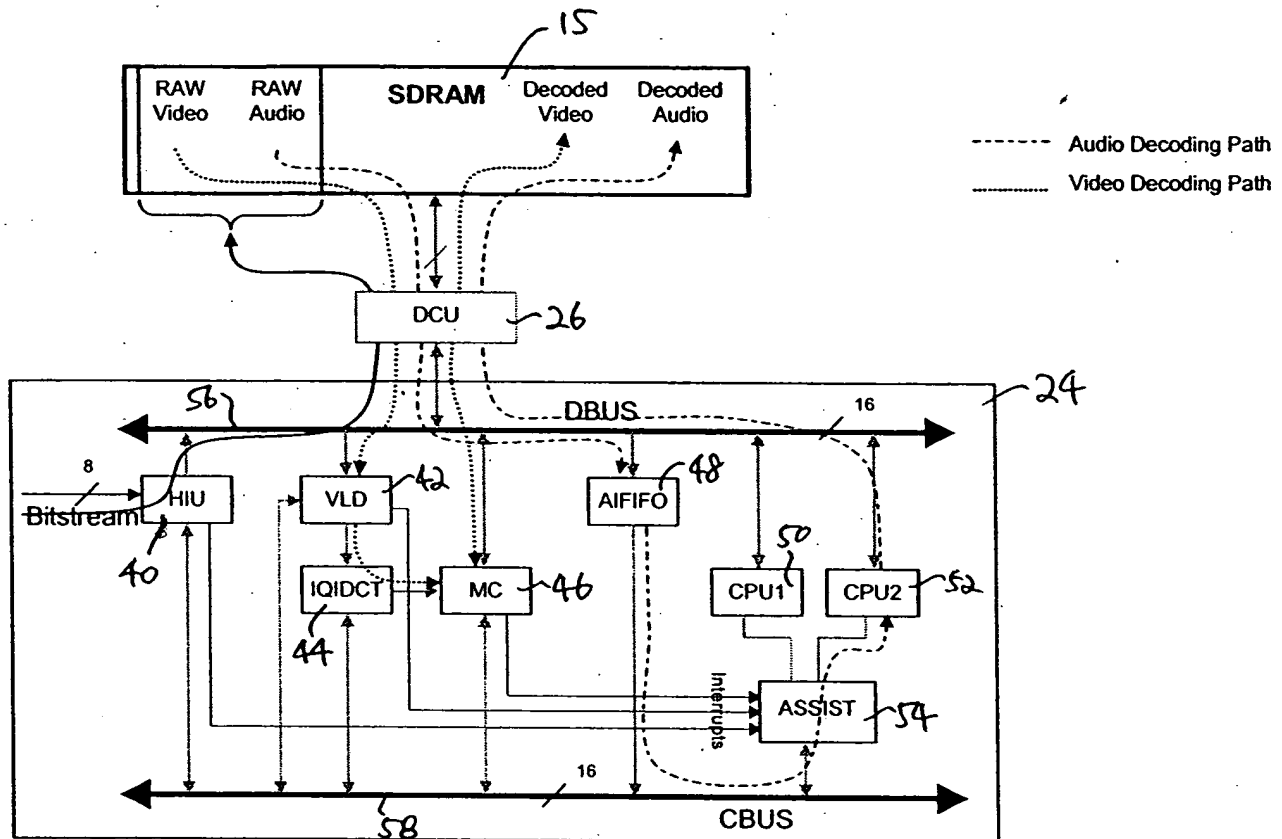 15
RAW Video
RAW Audio
SDRAM
Decoded Video
Decoded Audio
Audio Decoding Path
Video Decoding Path
DCU
26
24
56
DBUS
16
8
Bitstream
HIU
40
VLD
42
AIFIFO
48
IQIDCT
44
MC
46
CPU1
50
CPU2
52
Interrupts
ASSIST
54
16
58
CBUS